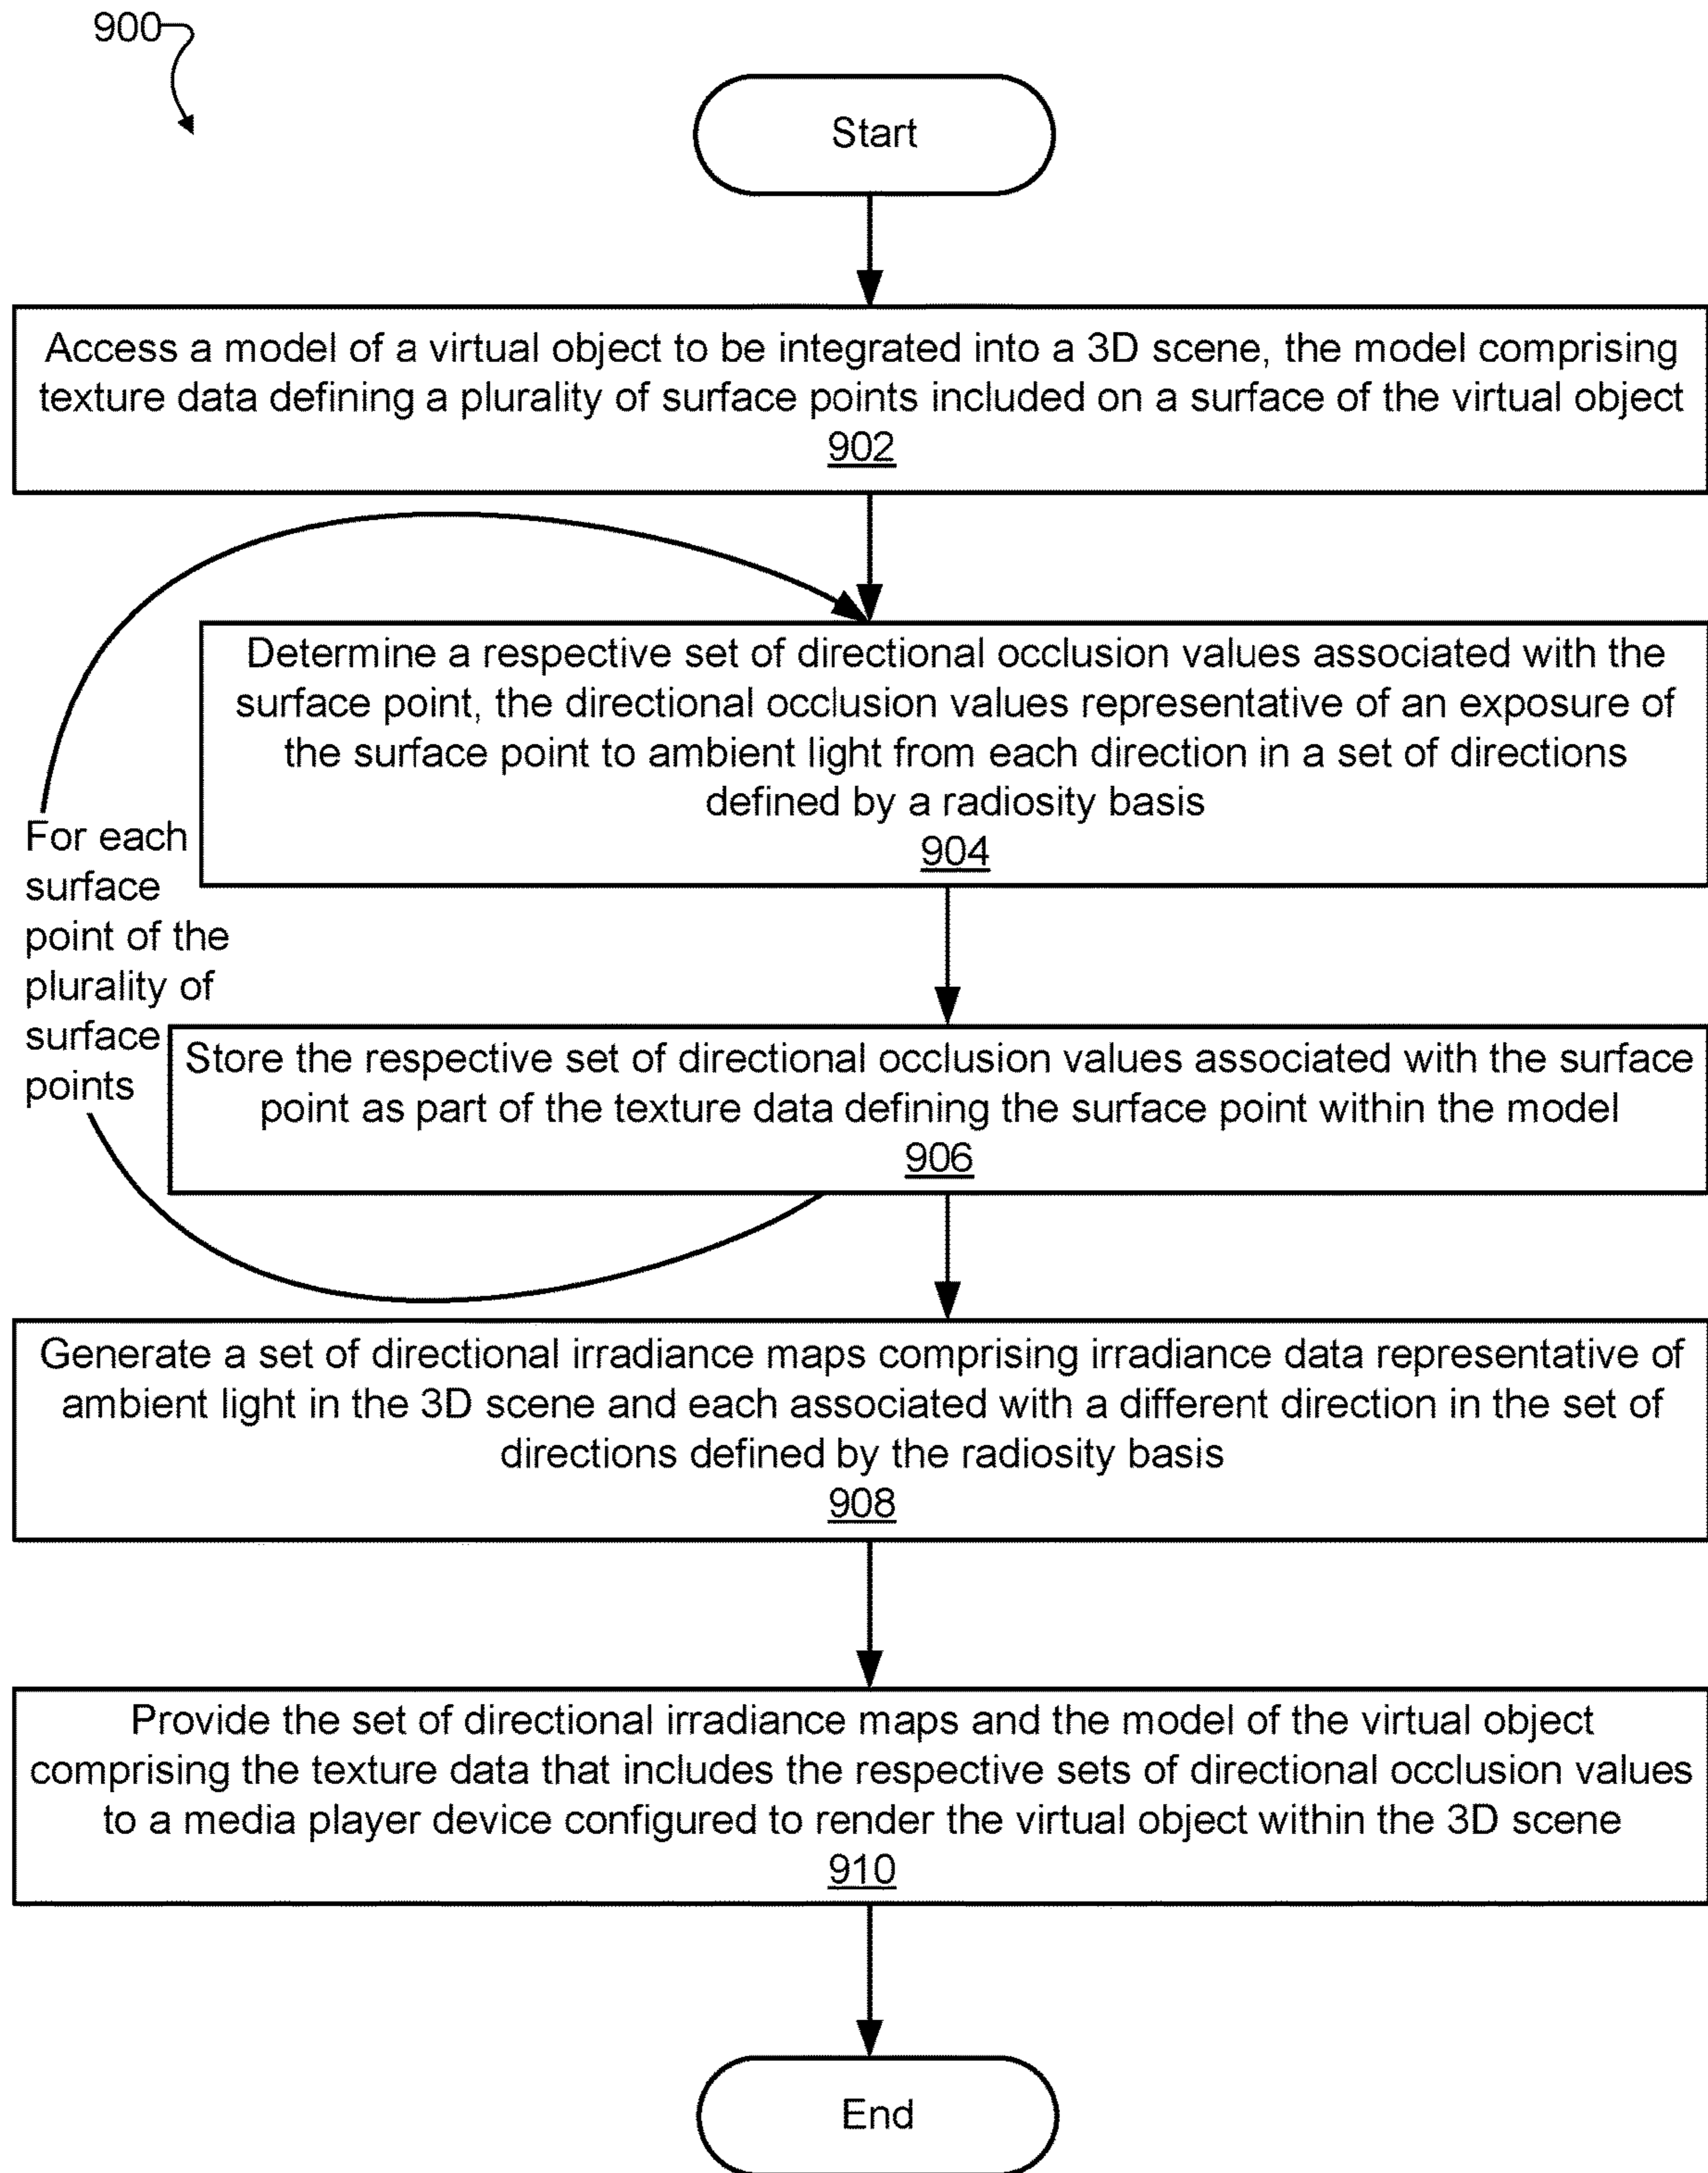 900
Start
Access a model of a virtual object to be integrated into a 3D scene, the model comprising
texture data defining a plurality of surface points included on a surface of the virtual object
902
Determine a respective set of directional occlusion values associated with the
surface point, the directional occlusion values representative of an exposure of
the surface point to ambient light from each direction in a set of directions
defined by a radiosity basis
904
For each
surface
point of the
plurality of
surface
points
Store the respective set of directional occlusion values associated with the surface
point as part of the texture data defining the surface point within the model
906
Generate a set of directional irradiance maps comprising irradiance data representative of
ambient light in the 3D scene and each associated with a different direction in the set of
directions defined by the radiosity basis
908
Provide the set of directional irradiance maps and the model of the virtual object
comprising the texture data that includes the respective sets of directional occlusion values
to a media player device configured to render the virtual object within the 3D scene
910
End